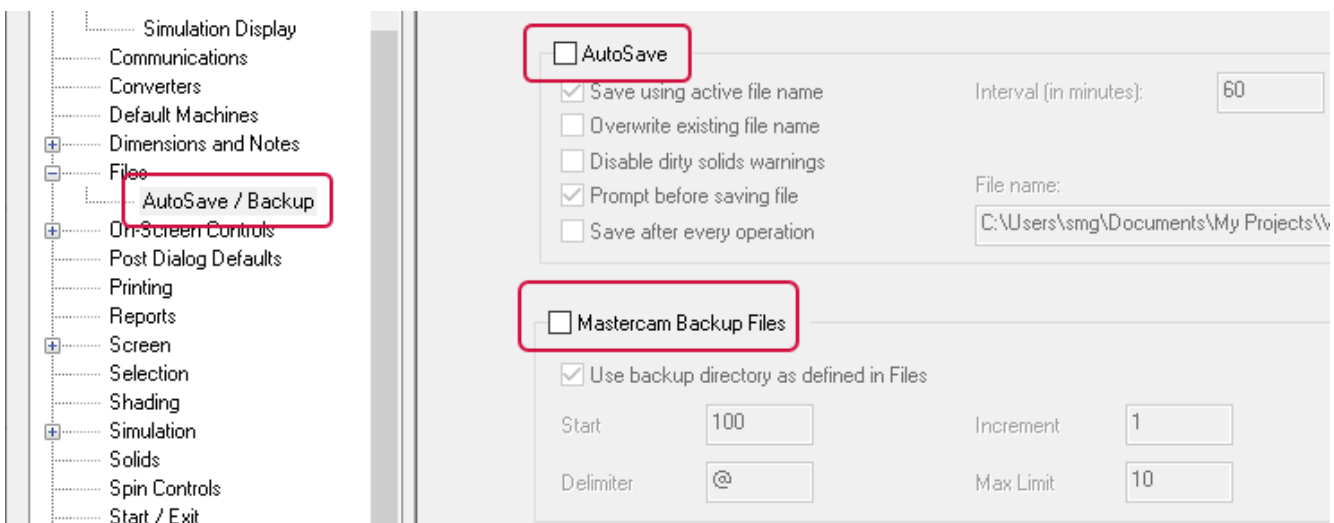 Simulation Display
Communications
Converters
Default Machines
Dimensions and Notes
Files
AutoSave / Backup
On-Screen Controls
Post Dialog Defaults
Printing
Reports
Screen
Selection
Shading
Simulation
Solids
Spin Controls
Start / Exit
AutoSave
Save using active file name
Interval (in minutes): 60
Overwrite existing file name
Disable dirty solids warnings
Prompt before saving file
File name:
Save after every operation
C:\Users\smg\Documents\My Projects\\
Mastercam Backup Files
Use backup directory as defined in Files
Start 100 Increment 1
Delimiter @ Max Limit 10